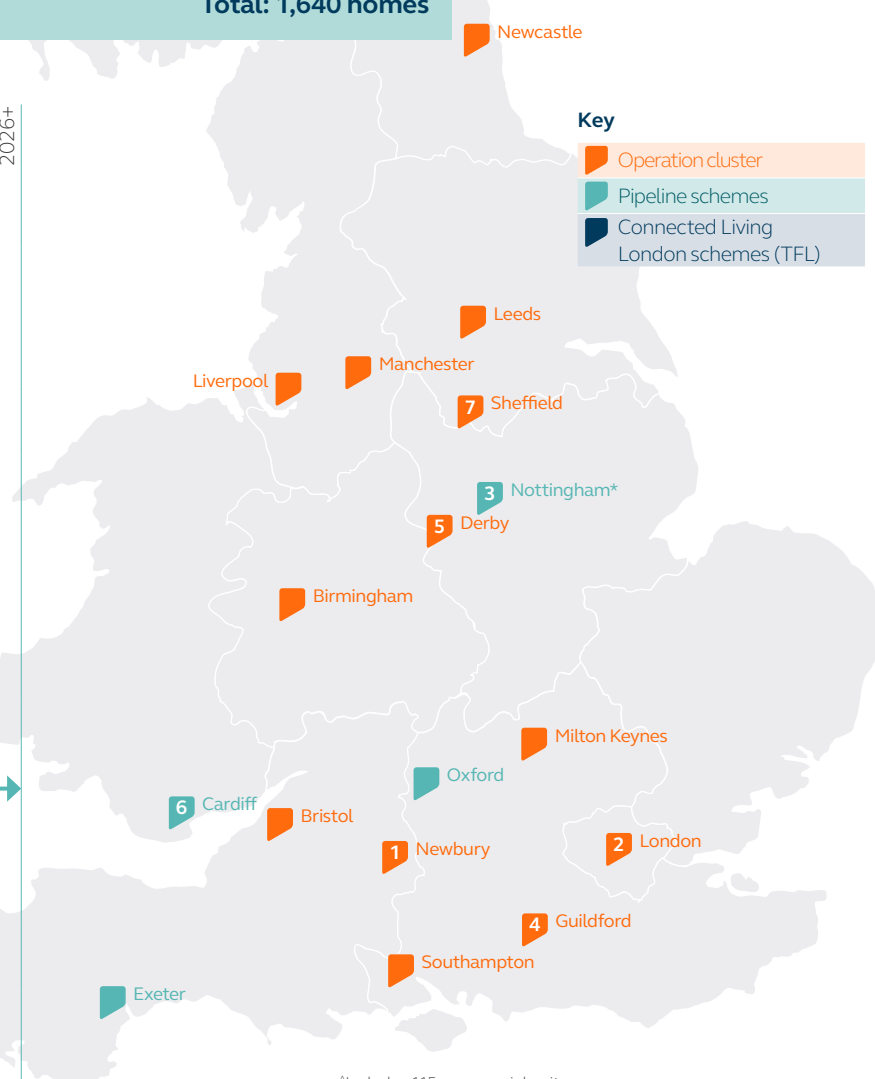 Total: 1,640 homes
Newcastle
2026+
Key
Operation cluster
Pipeline schemes
Connected Living
London schemes (TFL)
Leeds
Manchester
Liverpool
7 Sheffield
3 Nottingham*
5 Derby
Birmingham
Milton Keynes
Oxford
6 Cardiff
Bristol
1 Newbury
2 London
4 Guildford
Southampton
Exeter